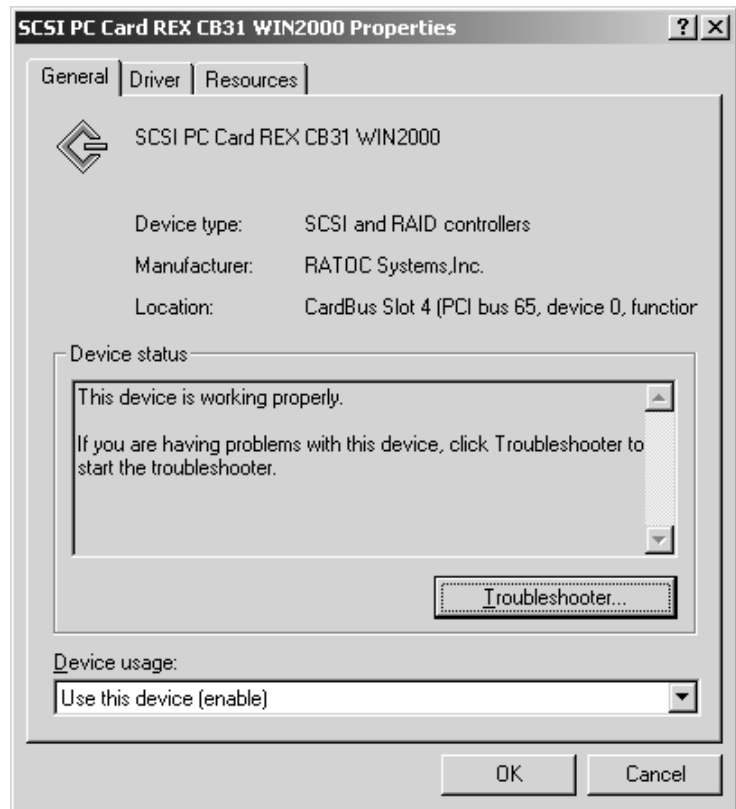 SCSI PC Card REX CB31 WIN2000 Properties
General Driver Resources
SCSI PC Card REX CB31 WIN2000
Device type: SCSI and RAID controllers
Manufacturer: RATOC Systems,Inc.
Location: CardBus Slot 4 (PCI bus 65, device 0, function
Device status
This device is working properly.
If you are having problems with this device, click Troubleshooter to
start the troubleshooter.
Troubleshooter...
Device usage:
Use this device (enable)
OK Cancel